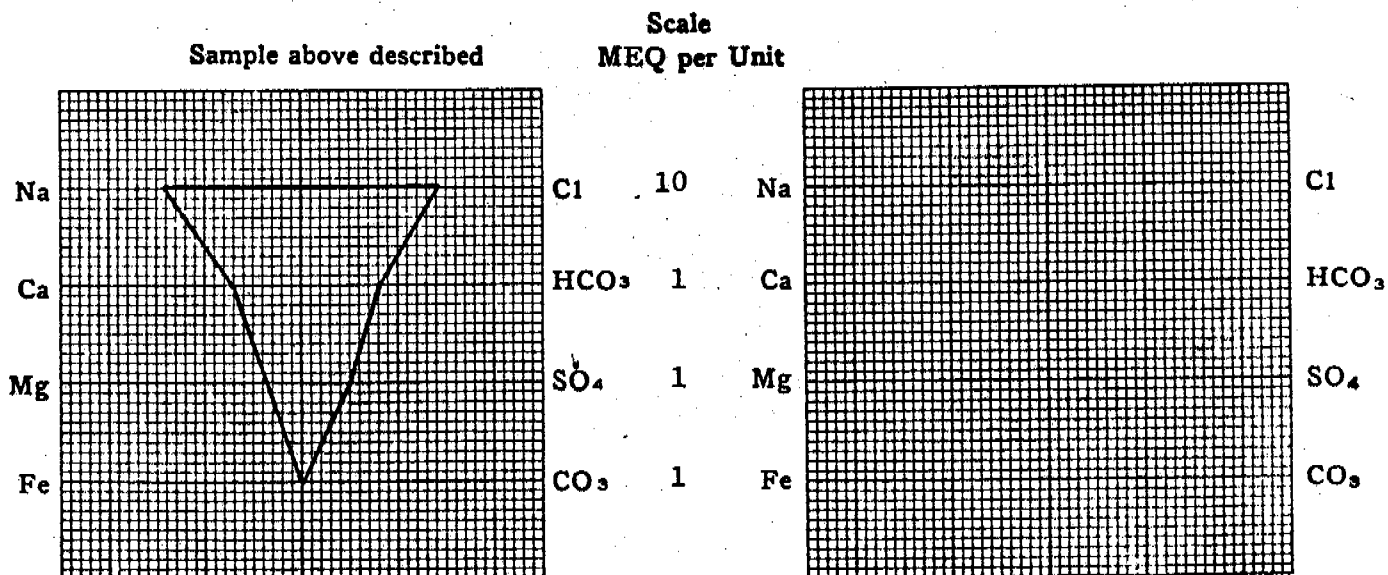 Scale
Sample above described MEQ per Unit
Na Cl 10 Na Cl
Ca HCO₃ 1 Ca HCO₃
Mg SO₄ 1 Mg SO₄
Fe CO₃ 1 Fe CO₃